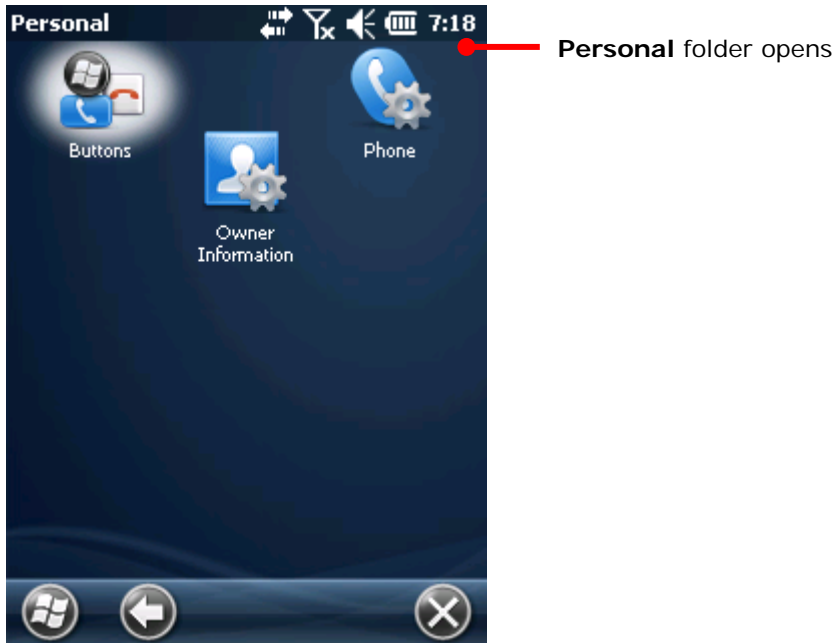 Personal 7:18
Personal folder opens
Buttons
Phone
Owner
Information